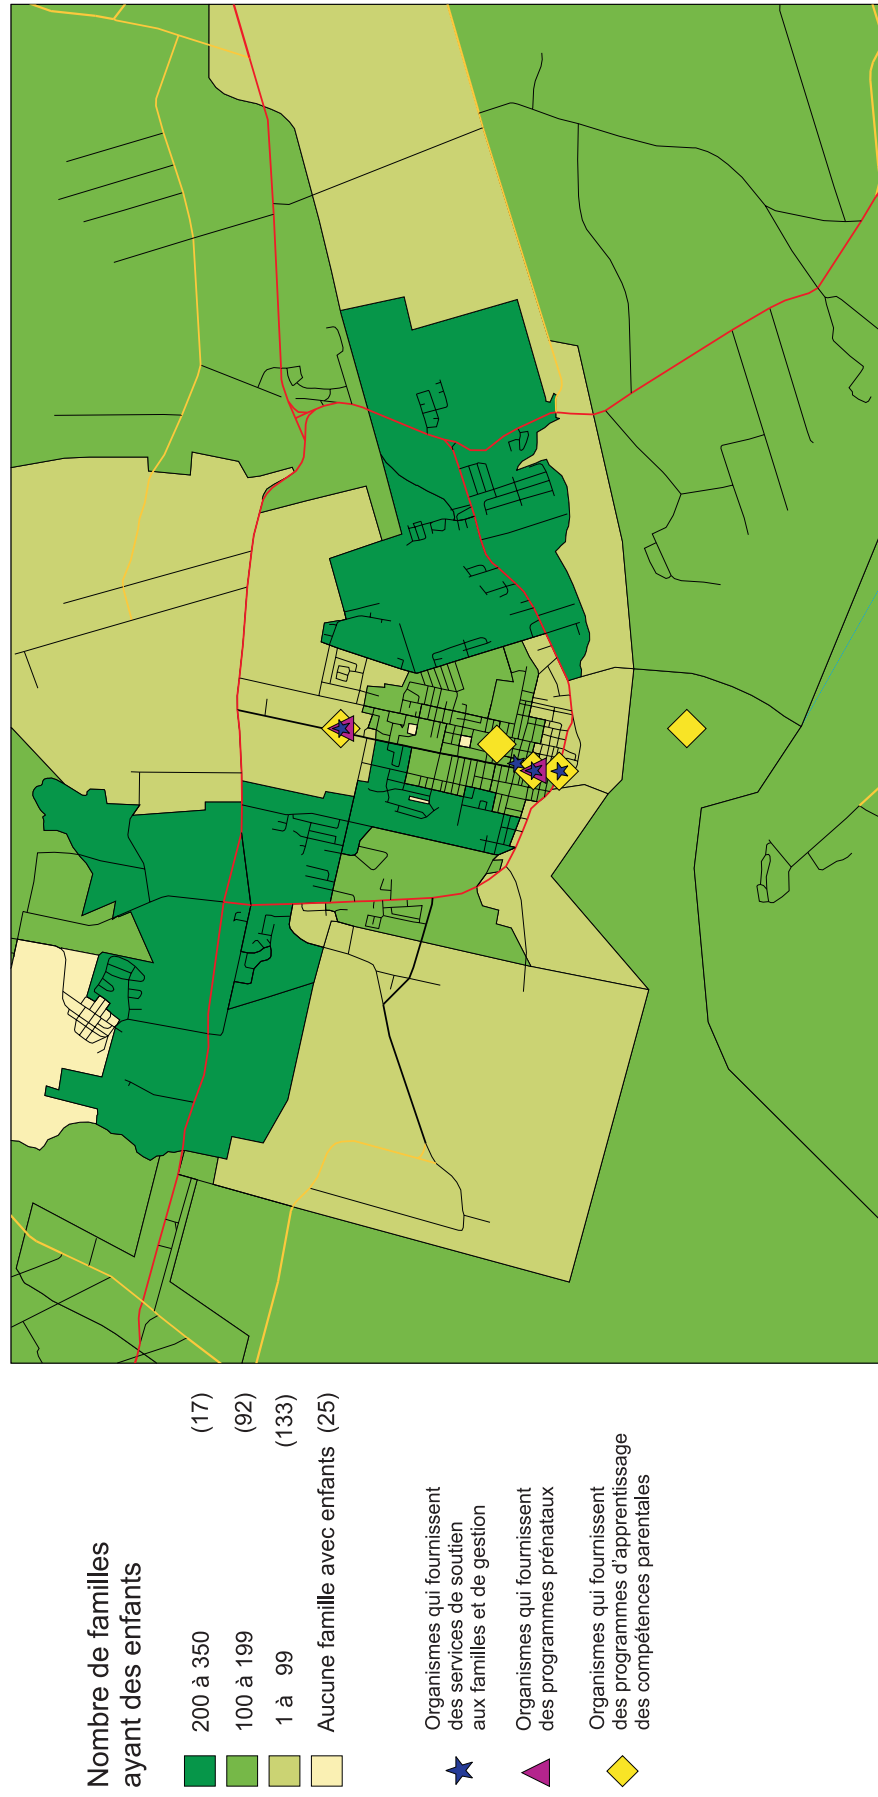 Nombre de familles
ayant des enfants
200 à 350 (17)
100 à 199 (92)
1 à 99 (133)
Aucune famille avec enfants (25)
Organismes qui fournissent
des services de soutien
aux familles et de gestion
Organismes qui fournissent
des programmes prénataux
Organismes qui fournissent
des programmes d'apprentissage
des compétences parentales